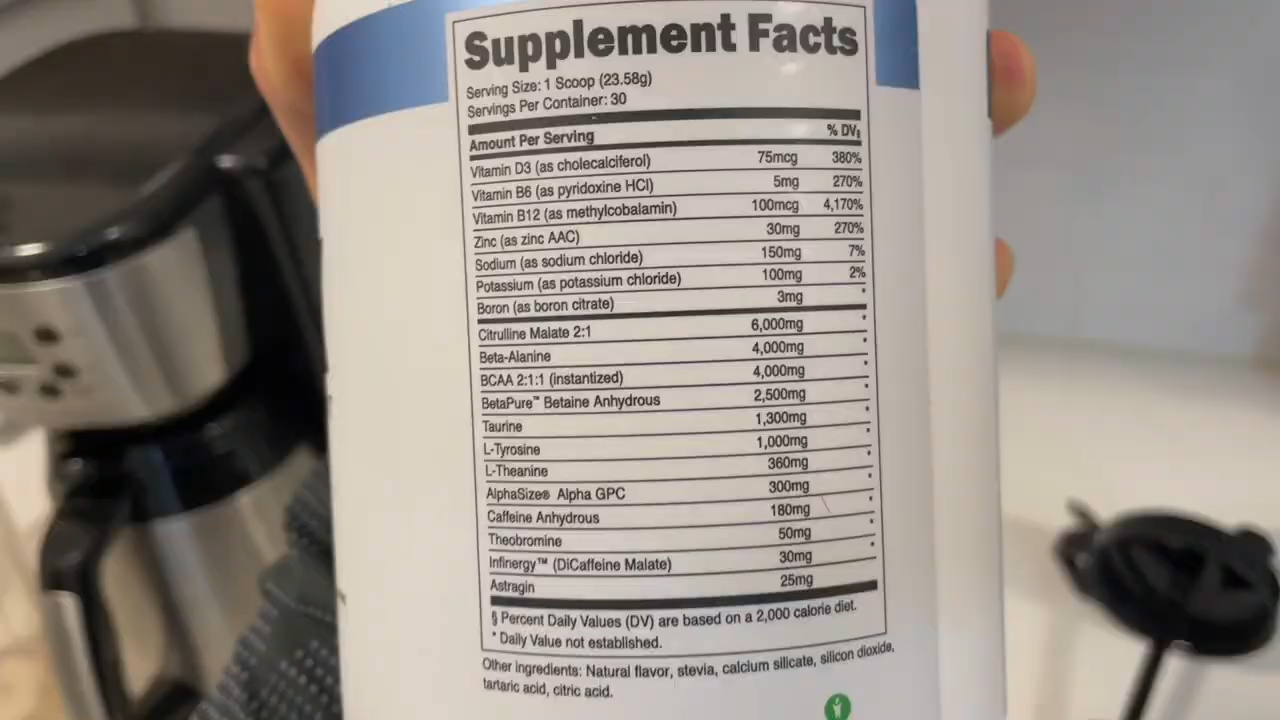 Supplement Facts
Serving Size: 1 Scoop (23.58g)
Servings Per Container: 30
Amount Per Serving % DV§
Vitamin D3 (as cholecalciferol) 75mcg 380%
Vitamin B6 (as pyridoxine HCl) 5mg 270%
Vitamin B12 (as methylcobalamin) 100mcg 4,170%
Zinc (as zinc AAC) 30mg 270%
Sodium (as sodium chloride) 150mg 7%
Potassium (as potassium chloride) 100mg 2%
Boron (as boron citrate) 3mg *
Citrulline Malate 2:1 6,000mg *
Beta-Alanine 4,000mg *
BCAA 2:1:1 (instantized) 4,000mg *
BetaPure™ Betaine Anhydrous 2,500mg *
Taurine 1,300mg *
L-Tyrosine 1,000mg *
L-Theanine 360mg *
AlphaSize® Alpha GPC 300mg *
Caffeine Anhydrous 180mg *
Theobromine 50mg *
Infinergy™ (DiCaffeine Malate) 30mg *
Astragin 25mg
§ Percent Daily Values (DV) are based on a 2,000 calorie diet.
* Daily Value not established.
Other Ingredients: Natural flavor, stevia, calcium silicate, silicon dioxide,
tartaric acid, citric acid.